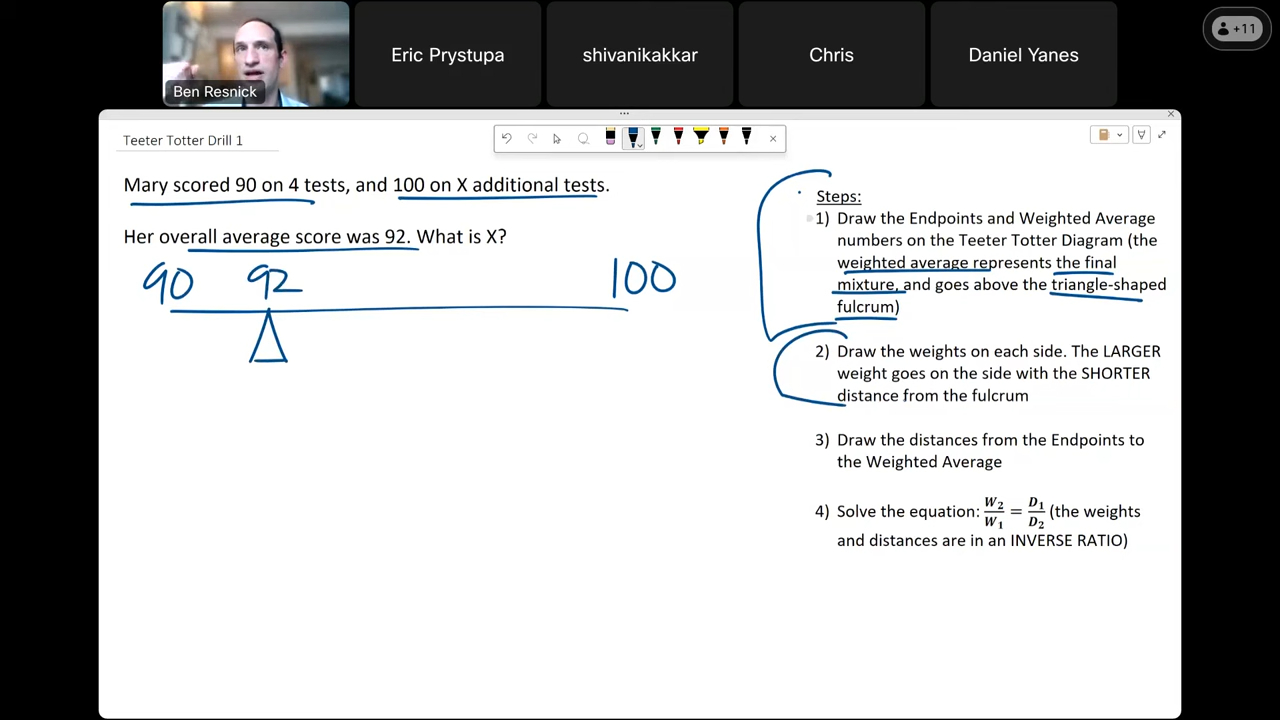 Ben Resnick
Eric Prystupa
shivanikakkar
Chris
Daniel Yanes
+11
Teeter Totter Drill 1
Mary scored 90 on 4 tests, and 100 on X additional tests.
Her overall average score was 92. What is X?
90 92 100
Steps:
1) Draw the Endpoints and Weighted Average
numbers on the Teeter Totter Diagram (the
weighted average represents the final
mixture, and goes above the triangle-shaped
fulcrum)
2) Draw the weights on each side. The LARGER
weight goes on the side with the SHORTER
distance from the fulcrum
3) Draw the distances from the Endpoints to
the Weighted Average
4) Solve the equation: W₂/W₁ = D₁/D₂ (the weights
and distances are in an INVERSE RATIO)